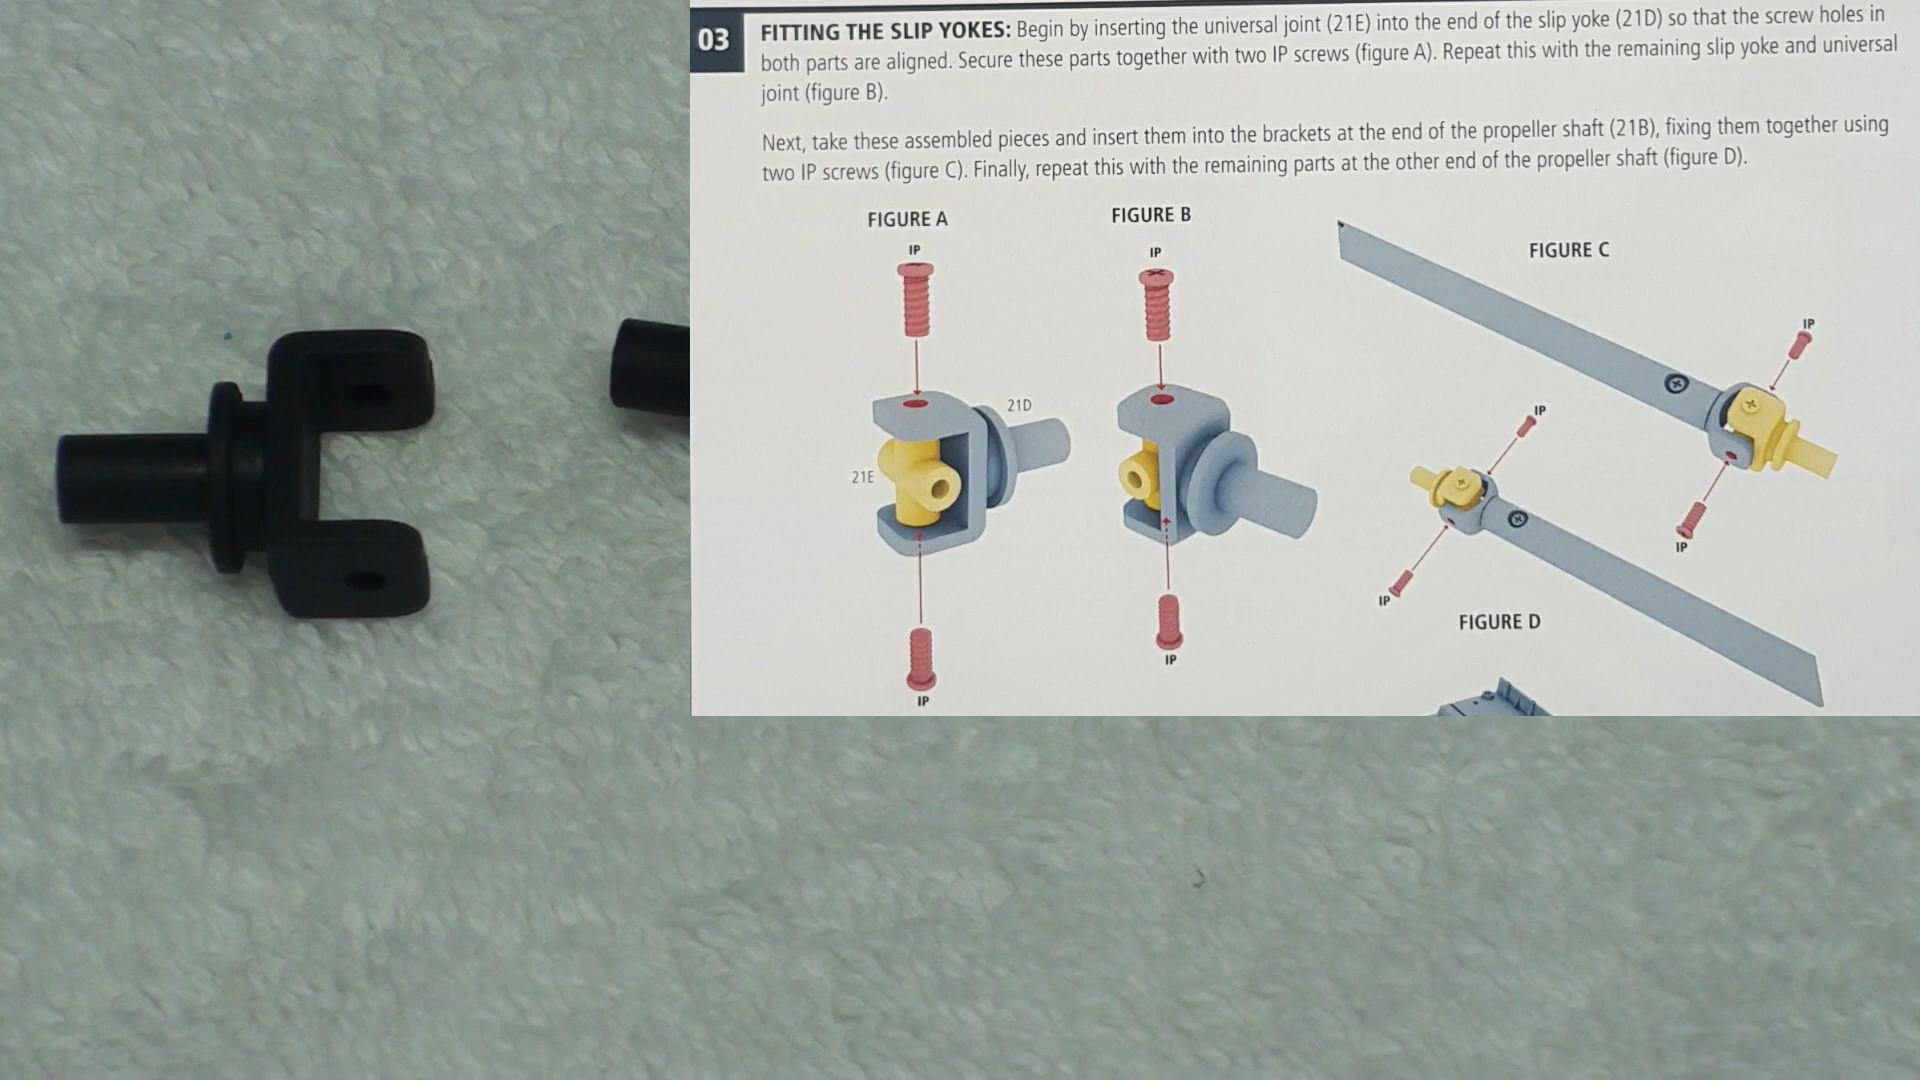 03
FITTING THE SLIP YOKES: Begin by inserting the universal joint (21E) into the end of the slip yoke (21D) so that the screw holes in
both parts are aligned. Secure these parts together with two IP screws (figure A). Repeat this with the remaining slip yoke and universal
joint (figure B).
Next, take these assembled pieces and insert them into the brackets at the end of the propeller shaft (21B), fixing them together using
two IP screws (figure C). Finally, repeat this with the remaining parts at the other end of the propeller shaft (figure D).
FIGURE A
IP
21D
21E
IP
FIGURE B
IP
IP
FIGURE C
IP
IP
IP
IP
FIGURE D